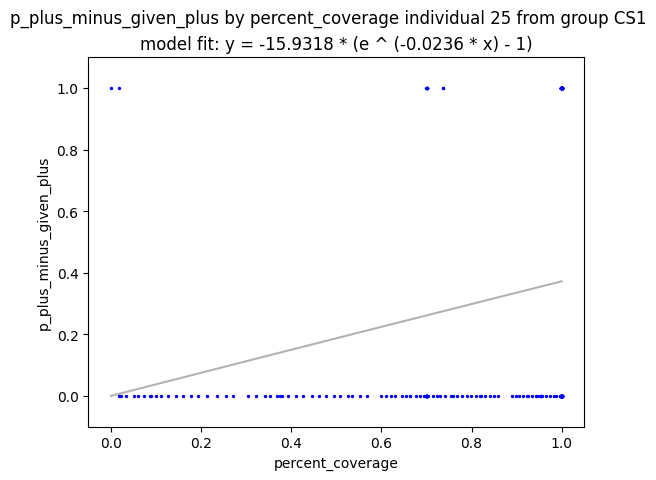 p_plus_minus_given_plus by percent_coverage individual 25 from group CS1
model fit: y = -15.9318 * (e ^ (-0.0236 * x) - 1)
1.0
0.8
0.6
0.4
0.2
0.0
p_plus_minus_given_plus
0.0 0.2 0.4 0.6 0.8 1.0
percent_coverage